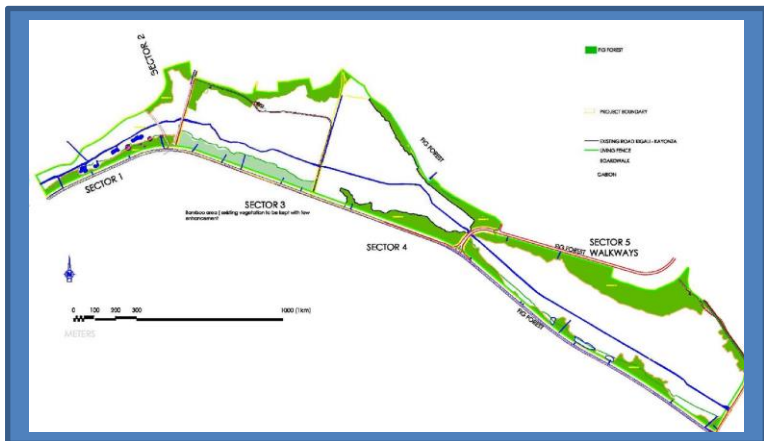 SECTOR 2
FIG FOREST
PROJECT BOUNDARY
EXISTING ROAD KIGALI - KAYONZA
LIVING FENCE
BOARDWALK
GABION
FIG FOREST
SECTOR 1
SECTOR 3
Bamboo area | existing vegetation to be kept with few
enhancement
SECTOR 4
FIG FOREST
SECTOR 5
WALKWAYS
FIG FOREST
0 100 200 300 1000 (1km)
METERS